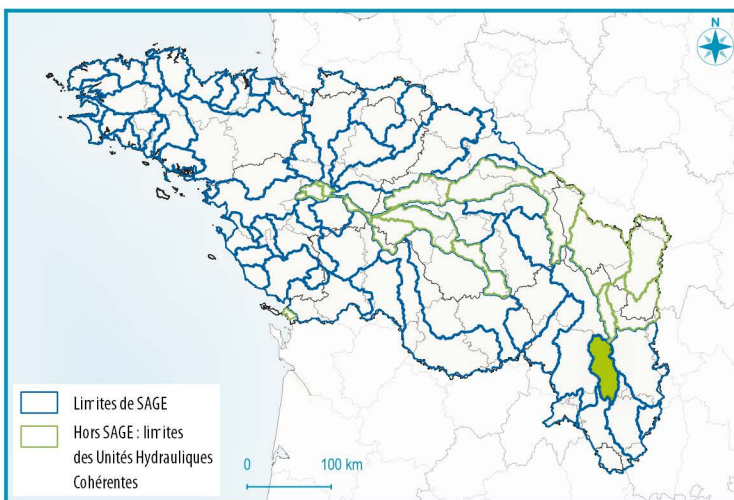 N
Limites de SAGE
Hors SAGE : limites
des Unités Hydrauliques
Cohérentes
0 100 km